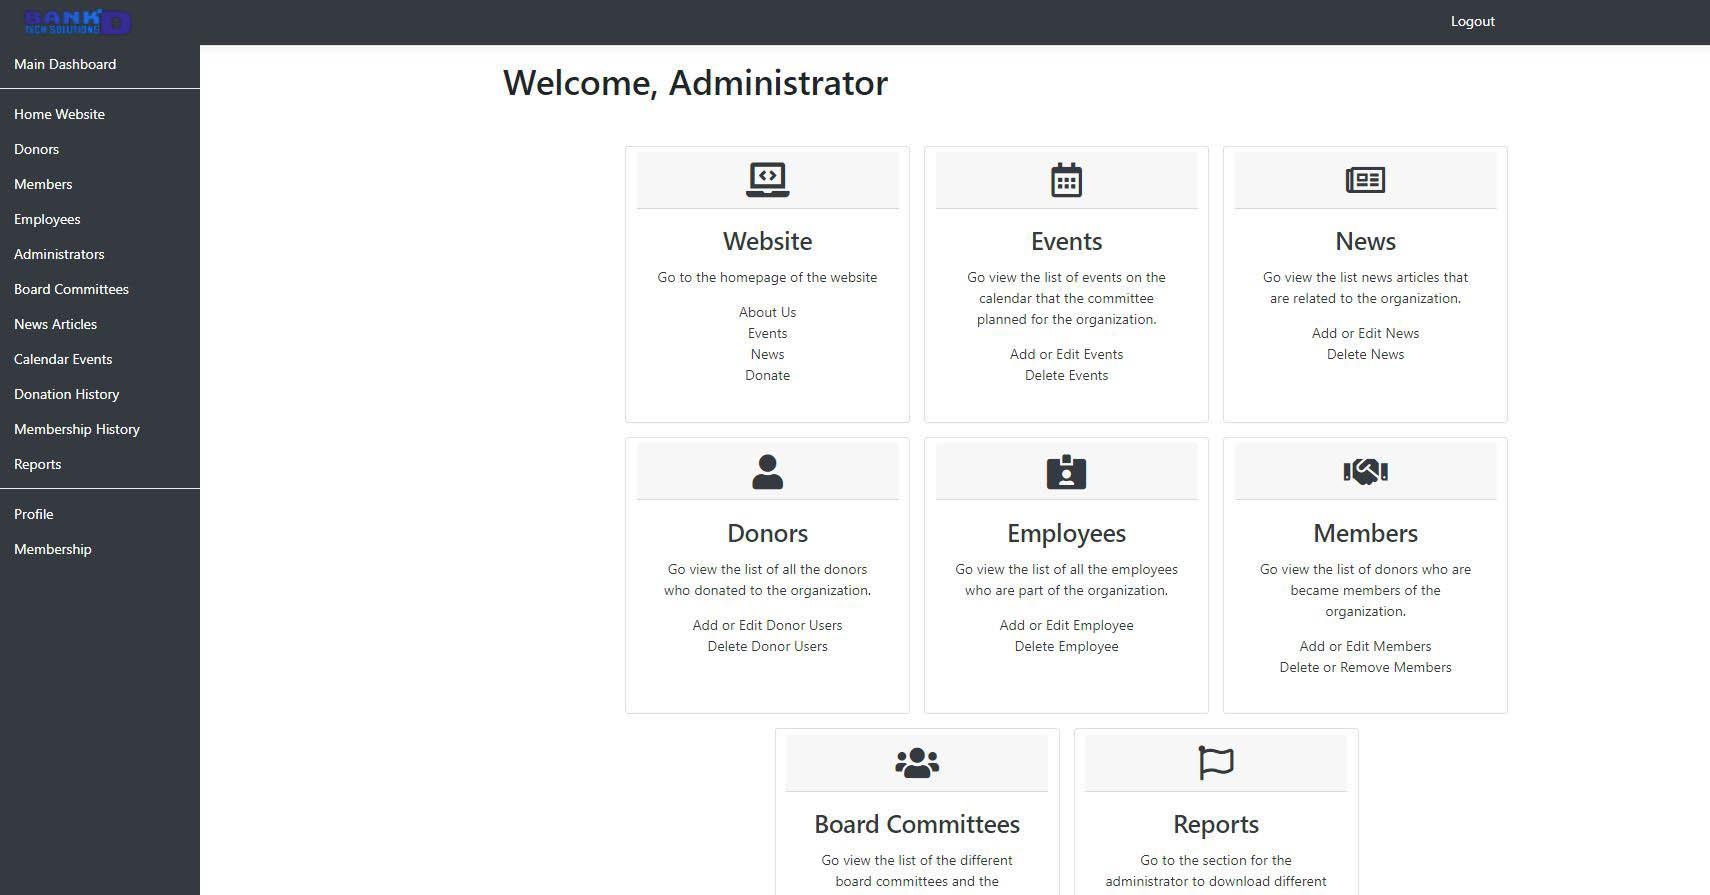 BANK'D
TECH SOLUTIONS
Logout
Main Dashboard
Home Website
Donors
Members
Employees
Administrators
Board Committees
News Articles
Calendar Events
Donation History
Membership History
Reports
Profile
Membership
Welcome, Administrator
Website
Go to the homepage of the website
About Us
Events
News
Donate
Events
Go view the list of events on the
calendar that the committee
planned for the organization.
Add or Edit Events
Delete Events
News
Go view the list news articles that
are related to the organization.
Add or Edit News
Delete News
Donors
Go view the list of all the donors
who donated to the organization.
Add or Edit Donor Users
Delete Donor Users
Employees
Go view the list of all the employees
who are part of the organization.
Add or Edit Employee
Delete Employee
Members
Go view the list of donors who are
became members of the
organization.
Add or Edit Members
Delete or Remove Members
Board Committees
Go view the list of the different
board committees and the
Reports
Go to the section for the
administrator to download different